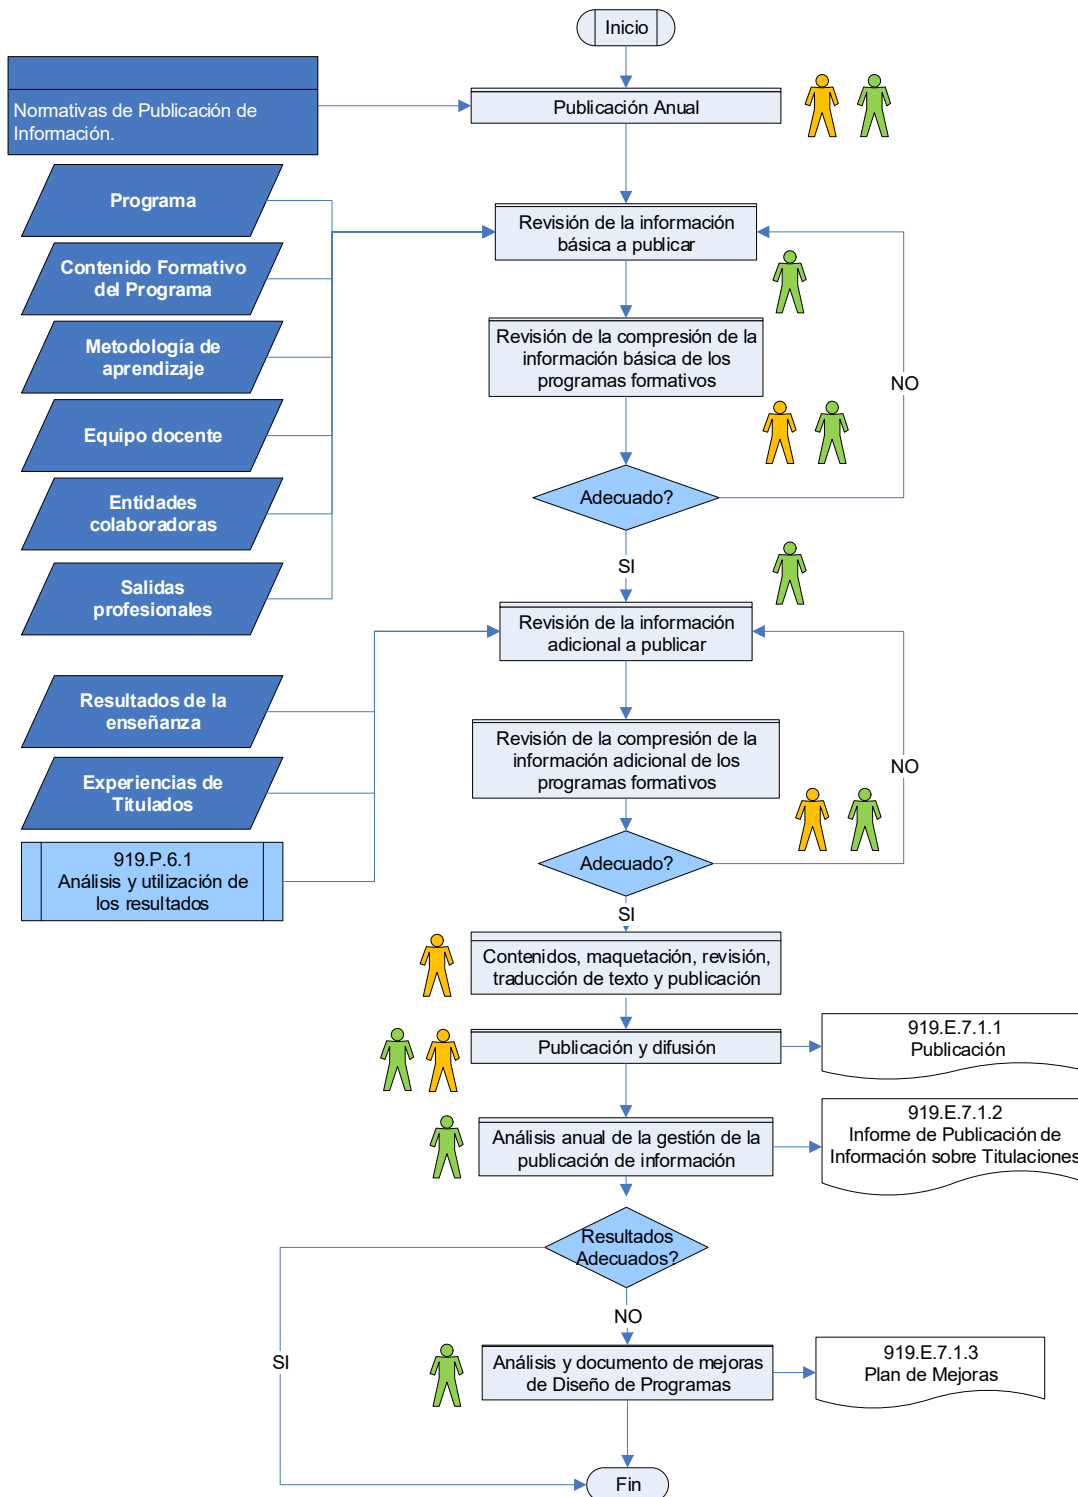 Inicio
Normativas de Publicación de
Información.
Publicación Anual
Programa
Revisión de la información
básica a publicar
Contenido Formativo
del Programa
Metodología de
aprendizaje
Revisión de la compresión de la
información básica de los
programas formativos
NO
Equipo docente
Entidades
colaboradoras
Adecuado?
SI
Salidas
profesionales
Revisión de la información
adicional a publicar
Resultados de la
enseñanza
Revisión de la compresión de la
información adicional de los
programas formativos
NO
Experiencias de
Titulados
919.P.6.1
Análisis y utilización de
los resultados
Adecuado?
SI
Contenidos, maquetación, revisión,
traducción de texto y publicación
Publicación y difusión
919.E.7.1.1
Publicación
Análisis anual de la gestión de la
publicación de información
919.E.7.1.2
Informe de Publicación de
Información sobre Titulaciones
Resultados
Adecuados?
NO
SI
Análisis y documento de mejoras
de Diseño de Programas
919.E.7.1.3
Plan de Mejoras
Fin